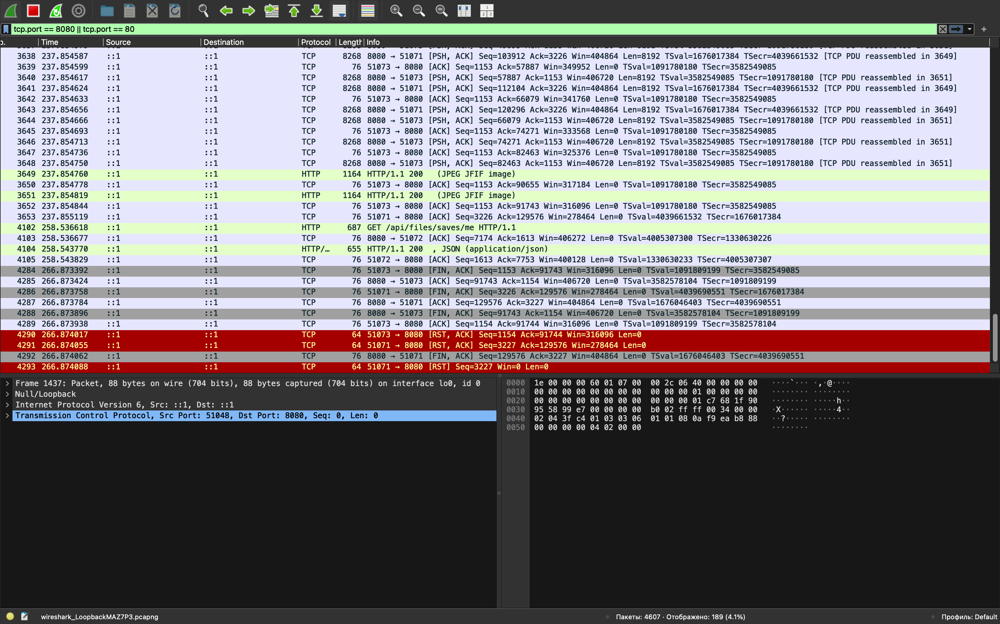 1
2 3
tcp.port == 8080 || tcp.port == 80
o. Time Source Destination Protocol Length Info
3638 237.854587 ::1 ::1 TCP 8268 8080 → 51071 [PSH, ACK] Seq=103912 Ack=3226 Win=404864 Len=8192 TSval=1676017384 TSecr=4039661532 [TCP PDU reassembled in 3649]
3639 237.854599 ::1 ::1 TCP 76 51073 → 8080 [ACK] Seq=1153 Ack=57887 Win=349952 Len=0 TSval=1091780180 TSecr=3582549085
3640 237.854617 ::1 ::1 TCP 8268 8080 → 51073 [PSH, ACK] Seq=57887 Ack=1153 Win=406720 Len=8192 TSval=3582549085 TSecr=1091780180 [TCP PDU reassembled in 3651]
3641 237.854624 ::1 ::1 TCP 8268 8080 → 51071 [PSH, ACK] Seq=112104 Ack=3226 Win=404864 Len=8192 TSval=1676017384 TSecr=4039661532 [TCP PDU reassembled in 3649]
3642 237.854633 ::1 ::1 TCP 76 51073 → 8080 [ACK] Seq=1153 Ack=66079 Win=341760 Len=0 TSval=1091780180 TSecr=3582549085
3643 237.854656 ::1 ::1 TCP 8268 8080 → 51071 [PSH, ACK] Seq=120296 Ack=3226 Win=404864 Len=8192 TSval=1676017384 TSecr=4039661532 [TCP PDU reassembled in 3649]
3644 237.854666 ::1 ::1 TCP 8268 8080 → 51073 [PSH, ACK] Seq=66079 Ack=1153 Win=406720 Len=8192 TSval=3582549085 TSecr=1091780180 [TCP PDU reassembled in 3651]
3645 237.854693 ::1 ::1 TCP 76 51073 → 8080 [ACK] Seq=1153 Ack=74271 Win=333568 Len=0 TSval=1091780180 TSecr=3582549085
3646 237.854713 ::1 ::1 TCP 8268 8080 → 51073 [PSH, ACK] Seq=74271 Ack=1153 Win=406720 Len=8192 TSval=3582549085 TSecr=1091780180 [TCP PDU reassembled in 3651]
3647 237.854736 ::1 ::1 TCP 76 51073 → 8080 [ACK] Seq=1153 Ack=82463 Win=325376 Len=0 TSval=1091780180 TSecr=3582549085
3648 237.854750 ::1 ::1 TCP 8268 8080 → 51073 [PSH, ACK] Seq=82463 Ack=1153 Win=406720 Len=8192 TSval=3582549085 TSecr=1091780180 [TCP PDU reassembled in 3651]
3649 237.854760 ::1 ::1 HTTP 1164 HTTP/1.1 200 (JPEG JFIF image)
3650 237.854778 ::1 ::1 TCP 76 51073 → 8080 [ACK] Seq=1153 Ack=90655 Win=317184 Len=0 TSval=1091780180 TSecr=3582549085
3651 237.854819 ::1 ::1 HTTP 1164 HTTP/1.1 200 (JPEG JFIF image)
3652 237.854844 ::1 ::1 TCP 76 51073 → 8080 [ACK] Seq=1153 Ack=91743 Win=316096 Len=0 TSval=1091780180 TSecr=3582549085
3653 237.855119 ::1 ::1 TCP 76 51071 → 8080 [ACK] Seq=3226 Ack=129576 Win=278464 Len=0 TSval=4039661532 TSecr=1676017384
4102 258.536618 ::1 ::1 HTTP 687 GET /api/files/saves/me HTTP/1.1
4103 258.536677 ::1 ::1 TCP 76 8080 → 51072 [ACK] Seq=7174 Ack=1613 Win=406272 Len=0 TSval=4005307300 TSecr=1330630226
4104 258.543770 ::1 ::1 HTTP/… 655 HTTP/1.1 200 , JSON (application/json)
4105 258.543829 ::1 ::1 TCP 76 51072 → 8080 [ACK] Seq=1613 Ack=7753 Win=400128 Len=0 TSval=1330630233 TSecr=4005307307
4284 266.873392 ::1 ::1 TCP 76 51073 → 8080 [FIN, ACK] Seq=1153 Ack=91743 Win=316096 Len=0 TSval=1091809199 TSecr=3582549085
4285 266.873424 ::1 ::1 TCP 76 8080 → 51073 [ACK] Seq=91743 Ack=1154 Win=406720 Len=0 TSval=3582578104 TSecr=1091809199
4286 266.873758 ::1 ::1 TCP 76 51071 → 8080 [FIN, ACK] Seq=3226 Ack=129576 Win=278464 Len=0 TSval=4039690551 TSecr=1676017384
4287 266.873784 ::1 ::1 TCP 76 8080 → 51071 [ACK] Seq=129576 Ack=3227 Win=404864 Len=0 TSval=1676046403 TSecr=4039690551
4288 266.873896 ::1 ::1 TCP 76 8080 → 51073 [FIN, ACK] Seq=91743 Ack=1154 Win=406720 Len=0 TSval=3582578104 TSecr=1091809199
4289 266.873938 ::1 ::1 TCP 76 51073 → 8080 [ACK] Seq=1154 Ack=91744 Win=316096 Len=0 TSval=1091809199 TSecr=3582578104
4290 266.874017 ::1 ::1 TCP 64 51073 → 8080 [RST, ACK] Seq=1154 Ack=91744 Win=316096 Len=0
4291 266.874055 ::1 ::1 TCP 64 51071 → 8080 [RST, ACK] Seq=3227 Ack=129576 Win=278464 Len=0
4292 266.874062 ::1 ::1 TCP 76 8080 → 51071 [FIN, ACK] Seq=129576 Ack=3227 Win=404864 Len=0 TSval=1676046403 TSecr=4039690551
4293 266.874088 ::1 ::1 TCP 64 51071 → 8080 [RST] Seq=3227 Win=0 Len=0
Frame 1437: Packet, 88 bytes on wire (704 bits), 88 bytes captured (704 bits) on interface lo0, id 0
Null/Loopback
Internet Protocol Version 6, Src: ::1, Dst: ::1
Transmission Control Protocol, Src Port: 51048, Dst Port: 8080, Seq: 0, Len: 0
0000 1e 00 00 00 60 01 07 00 00 2c 06 40 00 00 00 00 ····`··· ·,·@····
0010 00 00 00 00 00 00 00 00 00 00 00 01 00 00 00 00 ········ ········
0020 00 00 00 00 00 00 00 00 00 00 00 01 c7 68 1f 90 ········ ·····h··
0030 95 58 99 e7 00 00 00 00 b0 02 ff ff 00 34 00 00 ·X······ ·····4··
0040 02 04 3f c4 01 03 03 06 01 01 08 0a f9 ea b8 88 ··?····· ········
0050 00 00 00 00 04 02 00 00 ········
wireshark_LoopbackMAZ7P3.pcapng
Пакеты: 4607 · Отображено: 189 (4.1%)
Профиль: Default